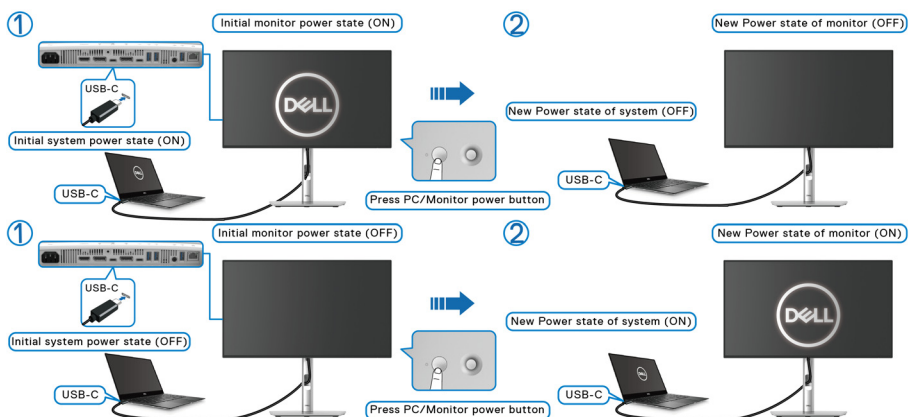 ①
Initial monitor power state (ON)
②
New Power state of monitor (OFF)
USB-C
DELL
New Power state of system (OFF)
Initial system power state (ON)
DELL
USB-C
Press PC/Monitor power button
USB-C
①
Initial monitor power state (OFF)
②
New Power state of monitor (ON)
USB-C
New Power state of system (ON)
DELL
Initial system power state (OFF)
DELL
USB-C
Press PC/Monitor power button
USB-C